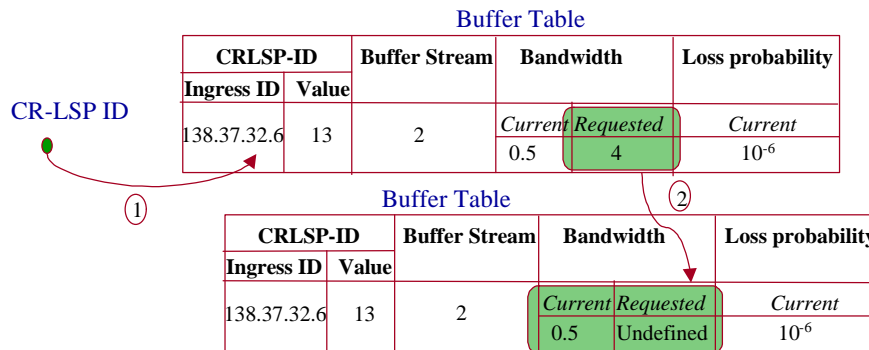 Buffer Table
CRLSP-ID Buffer Stream Bandwidth Loss probability
Ingress ID Value
CR-LSP ID
138.37.32.6 13 2 Current Requested Current
0.5 4 10-6
1
Buffer Table
2
CRLSP-ID Buffer Stream Bandwidth Loss probability
Ingress ID Value
138.37.32.6 13 2 Current Requested Current
0.5 Undefined 10-6